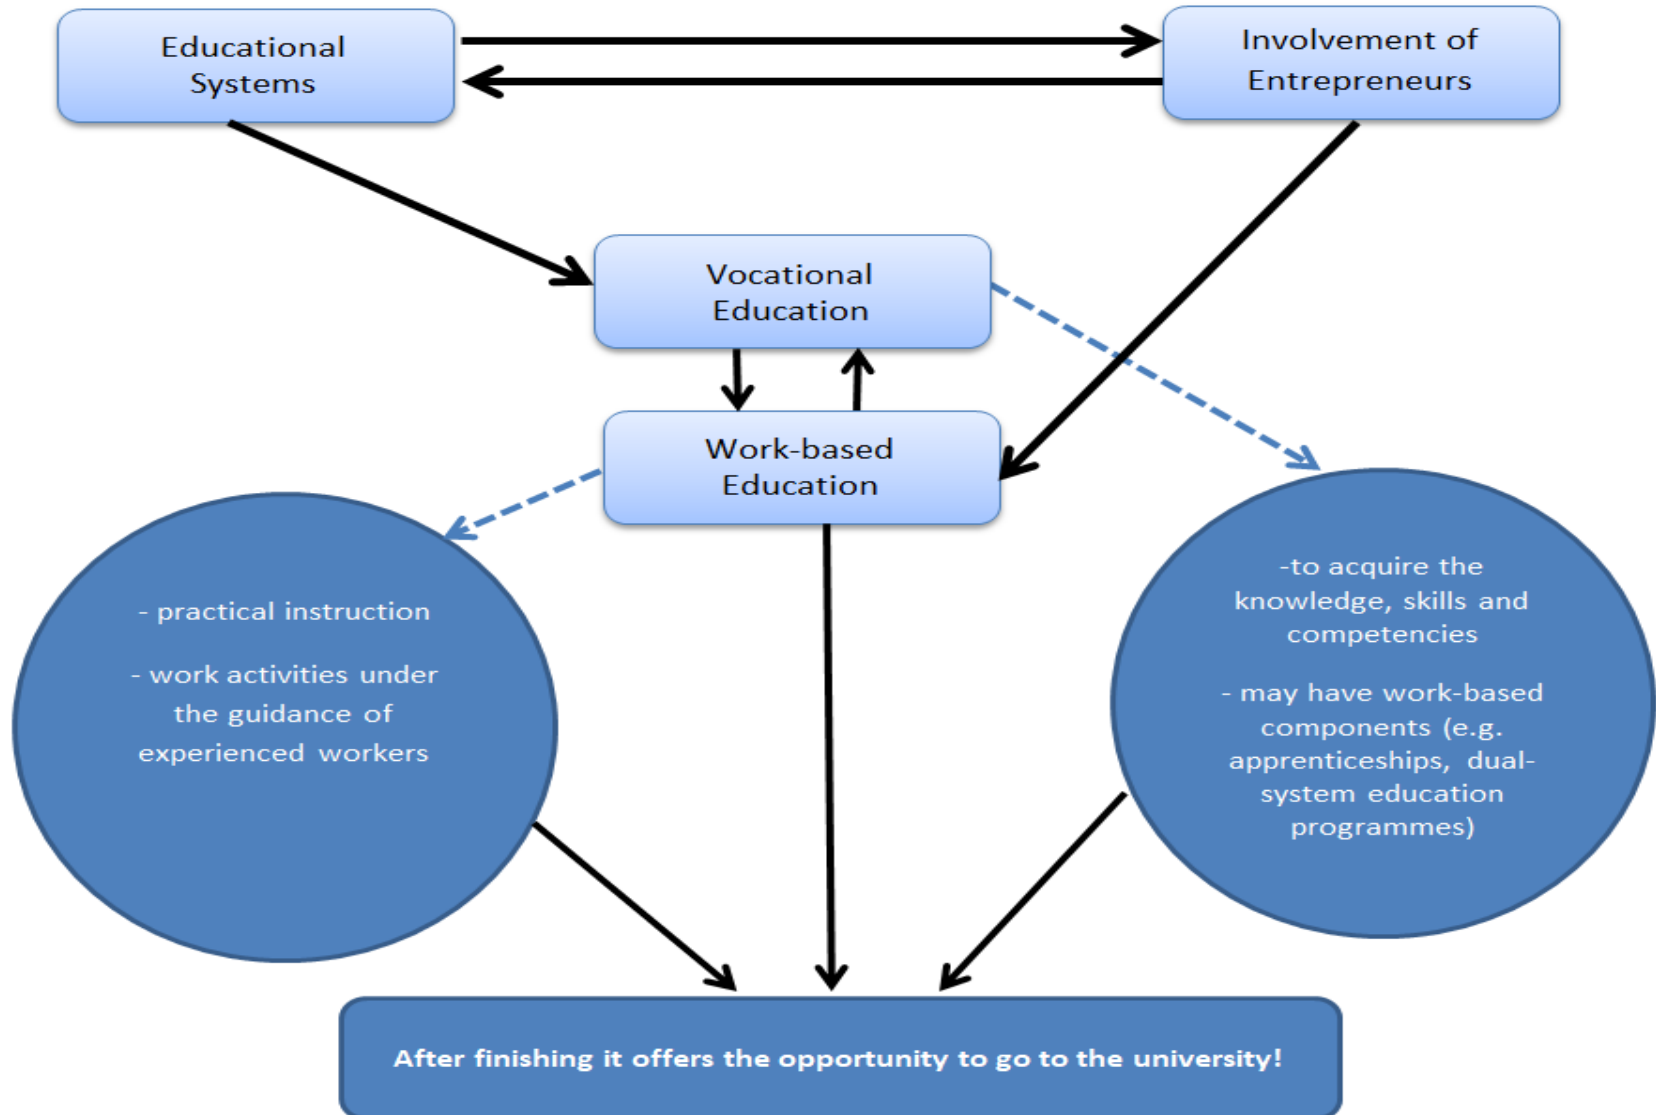 Educational
Systems
Involvement of
Entrepreneurs
Vocational
Education
Work-based
Education
- practical instruction
- work activities under
the guidance of
experienced workers
-to acquire the
knowledge, skills and
competencies
- may have work-based
components (e.g.
apprenticeships, dual-
system education
programmes)
After finishing it offers the opportunity to go to the university!